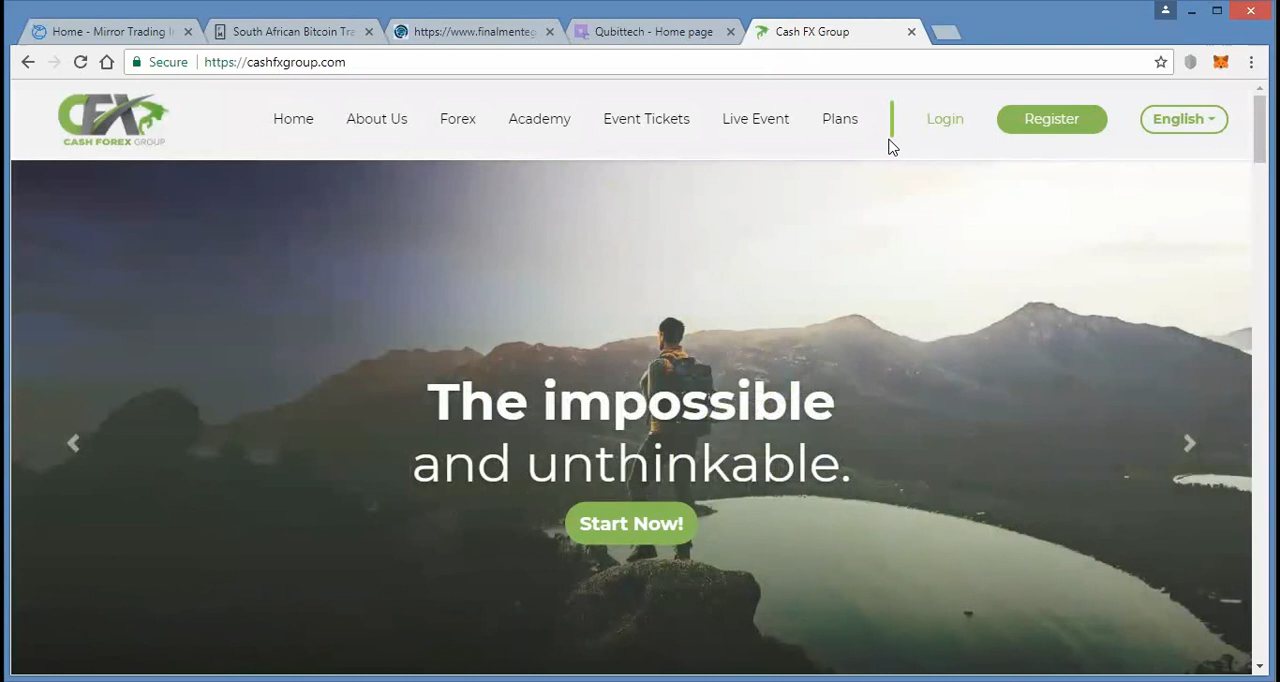 Home - Mirror Trading I
South African Bitcoin Tra
https://www.finalmenteg
Qubittech - Home page
Cash FX Group
Secure
https://cashfxgroup.com
CFX
CASH FOREX GROUP
Home
About Us
Forex
Academy
Event Tickets
Live Event
Plans
Login
Register
English
The impossible
and unthinkable.
Start Now!